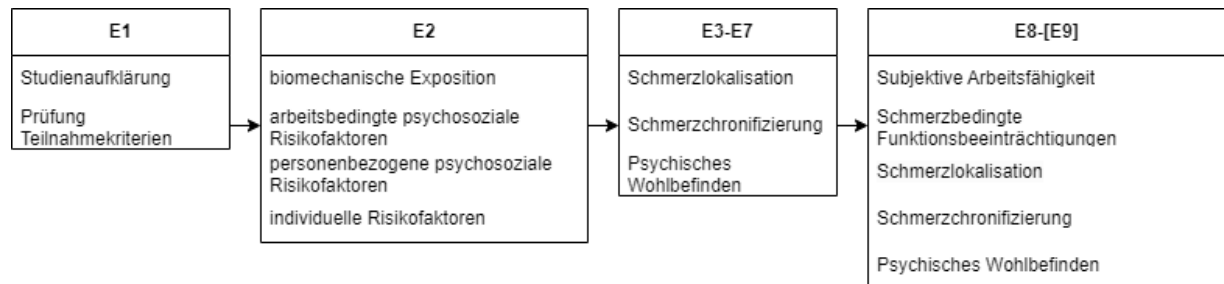 E1
Studienaufklärung
Prüfung
Teilnahmekriterien
E2
biomechanische Exposition
arbeitsbedingte psychosoziale
Risikofaktoren
personenbezogene psychosoziale
Risikofaktoren
individuelle Risikofaktoren
E3-E7
Schmerzlokalisation
Schmerzchronifizierung
Psychisches
Wohlbefinden
E8-[E9]
Subjektive Arbeitsfähigkeit
Schmerzbedingte
Funktionsbeeinträchtigungen
Schmerzlokalisation
Schmerzchronifizierung
Psychisches Wohlbefinden